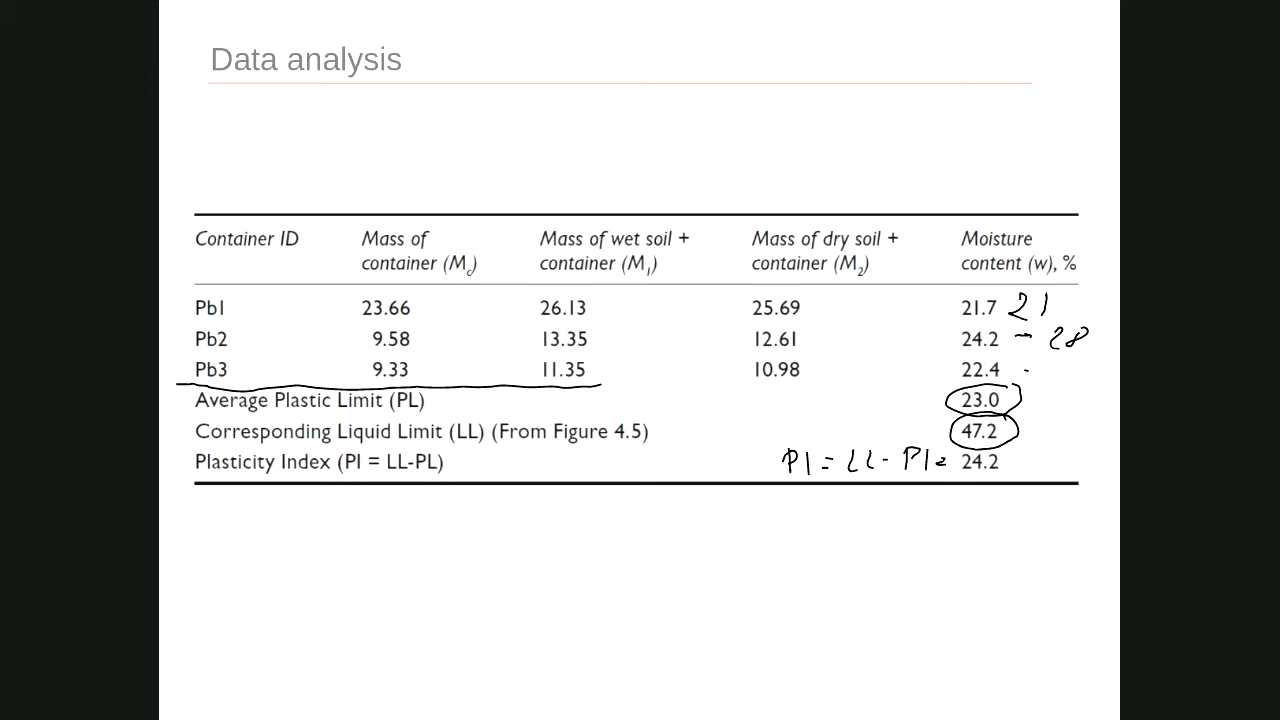 Data analysis
Container ID Mass of container (Mc) Mass of wet soil + container (M1) Mass of dry soil + container (M2) Moisture content (w), %
Pb1 23.66 26.13 25.69 21.7 21
Pb2 9.58 13.35 12.61 24.2 - 28
Pb3 9.33 11.35 10.98 22.4
Average Plastic Limit (PL) 23.0
Corresponding Liquid Limit (LL) (From Figure 4.5) 47.2
Plasticity Index (PI = LL-PL) PI = LL - PL = 24.2